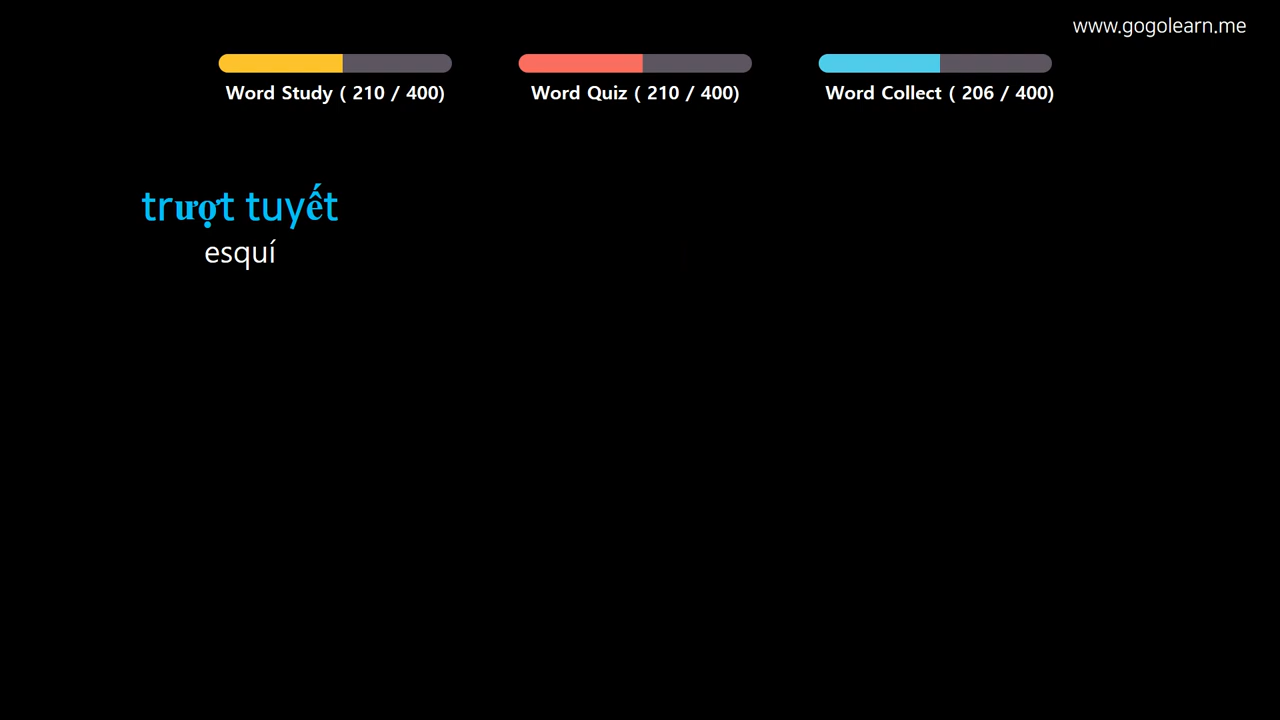 www.gogolearn.me
Word Study ( 210 / 400)
Word Quiz ( 210 / 400)
Word Collect ( 206 / 400)
trượt tuyết
esquí